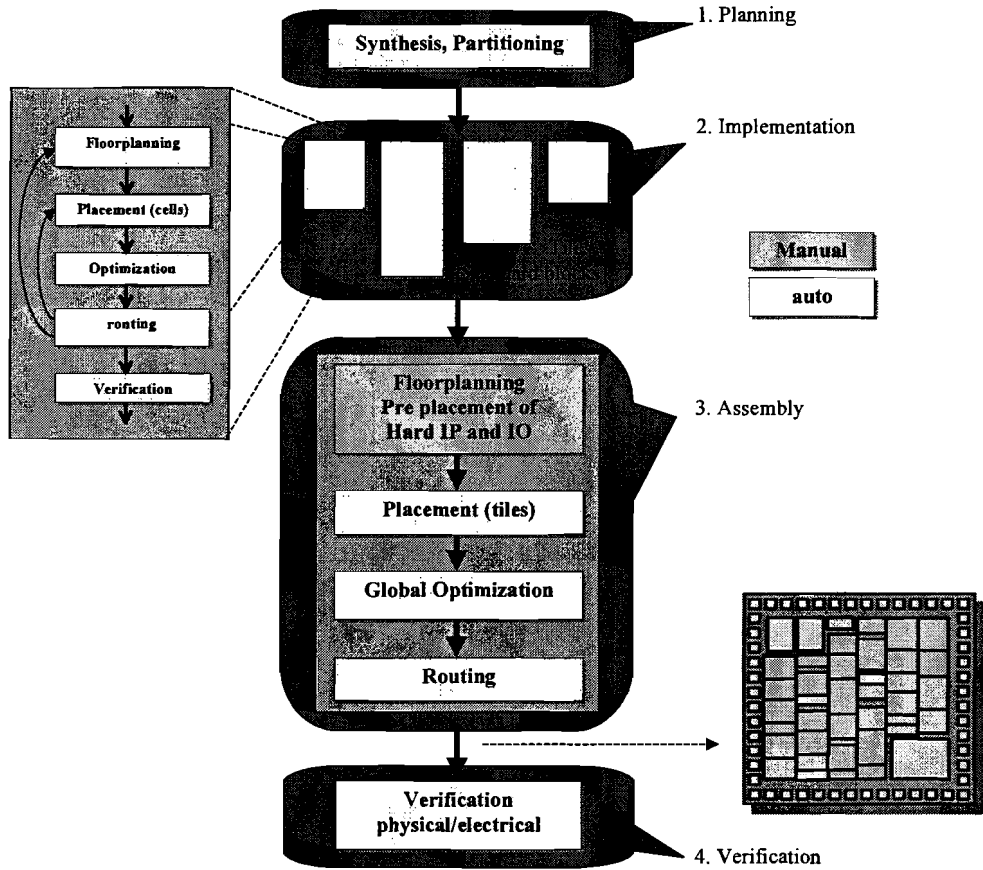 1. Planning
Synthesis, Partitioning
2. Implementation
Floorplanning
Placement (cells)
Optimization
routing
Verification
Manual
auto
3. Assembly
Floorplanning
Pre placement of
Hard IP and IO
Placement (tiles)
Global Optimization
Routing
Verification
physical/electrical
4. Verification